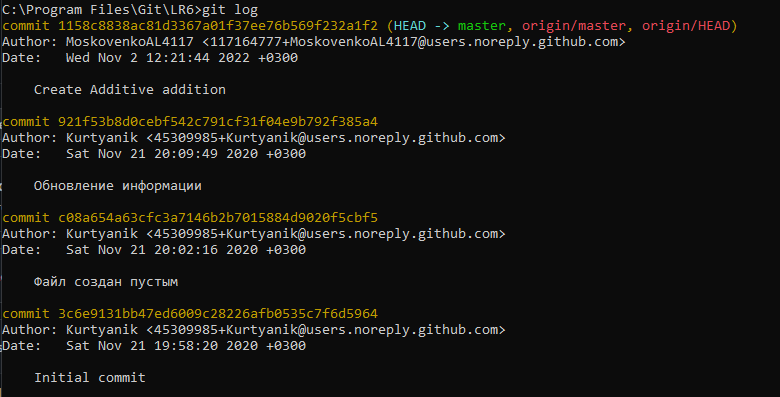 C:\Program Files\Git\LR6>git log
commit 1158c8838ac81d3367a01f37ee76b569f232a1f2 (HEAD -> master, origin/master, origin/HEAD)
Author: MoskovenkoAL4117 <117164777+MoskovenkoAL4117@users.noreply.github.com>
Date:   Wed Nov 2 12:21:44 2022 +0300
    Create Additive addition
commit 921f53b8d0cebf542c791cf31f04e9b792f385a4
Author: Kurtyanik <45309985+Kurtyanik@users.noreply.github.com>
Date:   Sat Nov 21 20:09:49 2020 +0300
    Обновление информации
commit c08a654a63cfc3a7146b2b7015884d9020f5cbf5
Author: Kurtyanik <45309985+Kurtyanik@users.noreply.github.com>
Date:   Sat Nov 21 20:02:16 2020 +0300
    Файл создан пустым
commit 3c6e9131bb47ed6009c28226afb0535c7f6d5964
Author: Kurtyanik <45309985+Kurtyanik@users.noreply.github.com>
Date:   Sat Nov 21 19:58:20 2020 +0300
    Initial commit